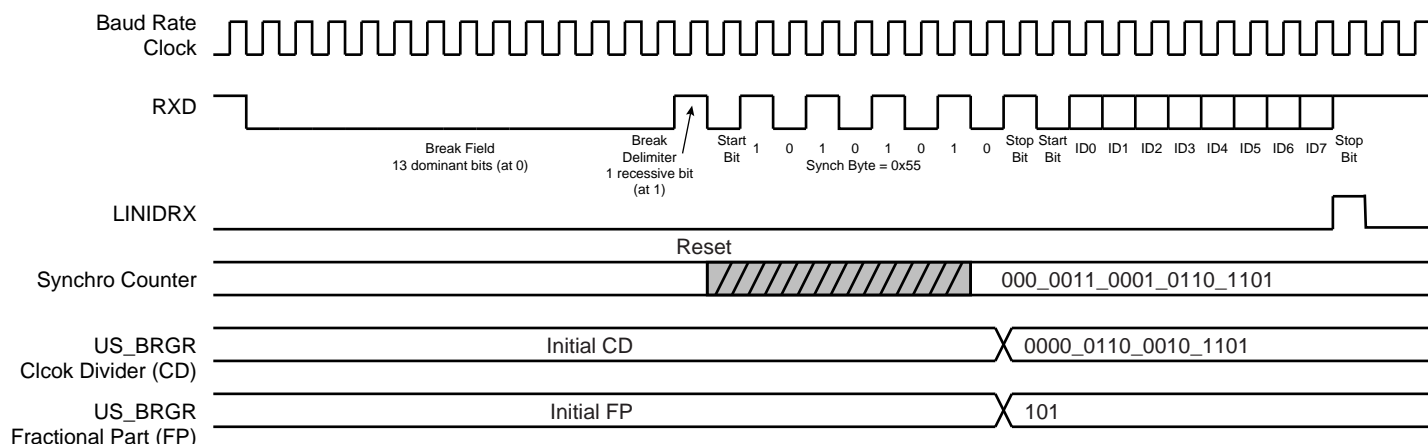 Baud Rate
Clock
RXD
Break Field
13 dominant bits (at 0)
Break
Delimiter
1 recessive bit
(at 1)
Start
Bit
1 0 1 0 1 0 1 0
Synch Byte = 0x55
Stop
Bit
Start
Bit
ID0 ID1 ID2 ID3 ID4 ID5 ID6 ID7
Stop
Bit
LINIDRX
Reset
Synchro Counter
000_0011_0001_0110_1101
US_BRGR
Clcok Divider (CD)
Initial CD
0000_0110_0010_1101
US_BRGR
Fractional Part (FP)
Initial FP
101